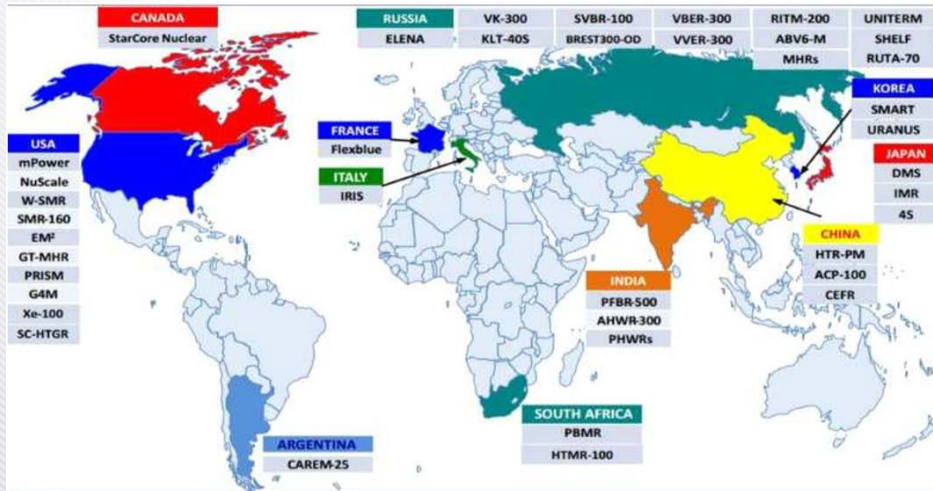 CANADA
StarCore Nuclear
RUSSIA VK-300 SVBR-100 VBER-300 RITM-200 UNITERM
ELENA KLT-40S BREST300-OD VVER-300 ABV6-M SHELF
MHRs RUTA-70
KOREA
SMART
URANUS
FRANCE
Flexblue
ITALY
IRIS
USA
mPower
NuScale
W-SMR
SMR-160
EM²
GT-MHR
PRISM
G4M
Xe-100
SC-HTGR
JAPAN
DMS
IMR
4S
CHINA
HTR-PM
ACP-100
CEFR
INDIA
PFBR-500
AHWR-300
PHWRs
SOUTH AFRICA
PBMR
HTMR-100
ARGENTINA
CAREM-25